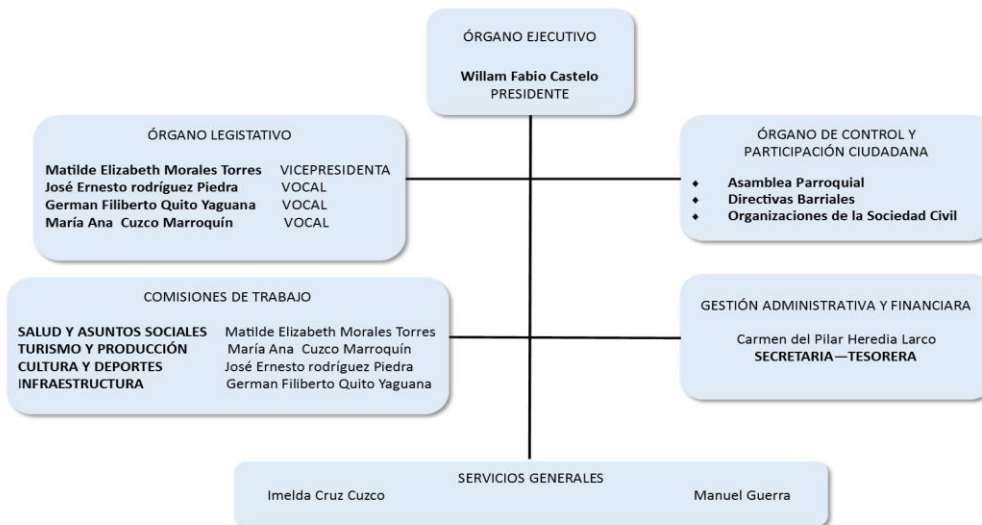 ÓRGANO EJECUTIVO
Willam Fabio Castelo
PRESIDENTE
ÓRGANO LEGISTATIVO
Matilde Elizabeth Morales Torres VICEPRESIDENTA
José Ernesto rodríguez Piedra VOCAL
German Filiberto Quito Yaguana VOCAL
María Ana Cuzco Marroquín VOCAL
ÓRGANO DE CONTROL Y
PARTICIPACIÓN CIUDADANA
♦ Asamblea Parroquial
♦ Directivas Barriales
♦ Organizaciones de la Sociedad Civil
COMISIONES DE TRABAJO
SALUD Y ASUNTOS SOCIALES Matilde Elizabeth Morales Torres
TURISMO Y PRODUCCIÓN María Ana Cuzco Marroquín
CULTURA Y DEPORTES José Ernesto rodríguez Piedra
INFRAESTRUCTURA German Filiberto Quito Yaguana
GESTIÓN ADMINISTRATIVA Y FINANCIARA
Carmen del Pilar Heredia Larco
SECRETARIA—TESORERA
SERVICIOS GENERALES
Imelda Cruz Cuzco Manuel Guerra